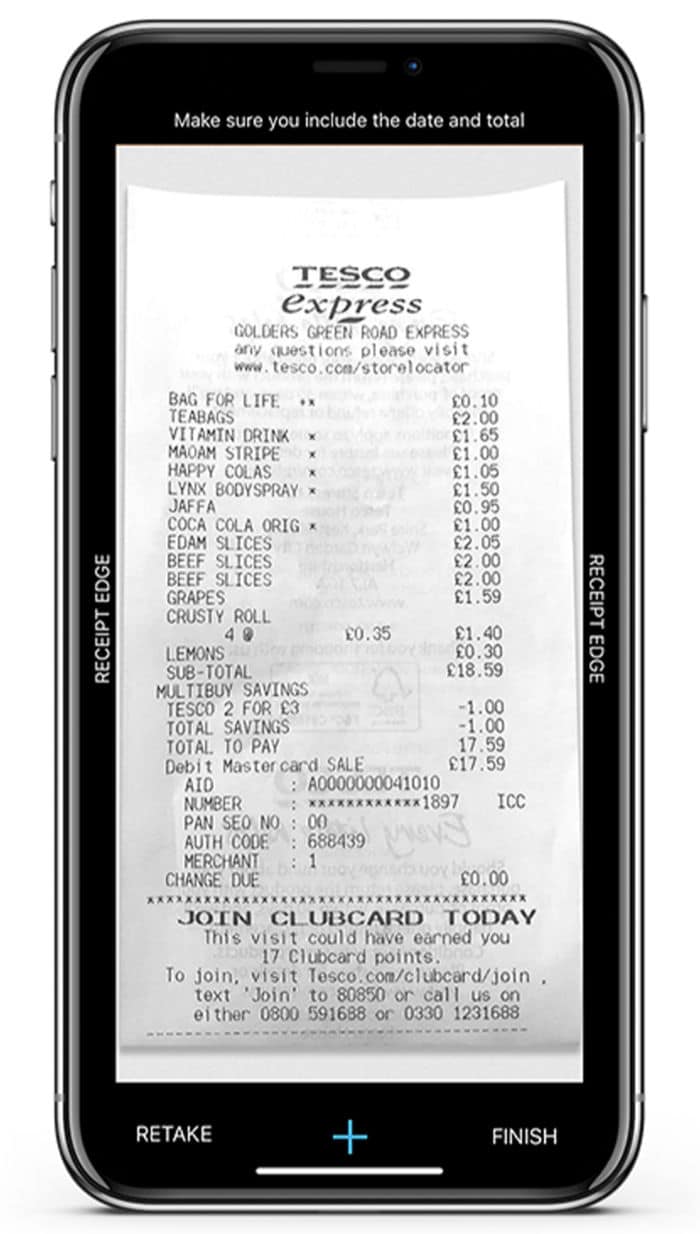 Make sure you include the date and total
TESCO
express
GOLDERS GREEN ROAD EXPRESS
any questions please visit
www.tesco.com/storelocator
BAG FOR LIFE +* £0.10
TEABAGS £2.00
VITAMIN DRINK * £1.65
MAOAM STRIPE * £1.00
HAPPY COLAS * £1.05
LYNX BODYSPRAY * £1.50
JAFFA £0.95
COCA COLA ORIG * £1.00
EDAM SLICES £2.05
BEEF SLICES £2.00
BEEF SLICES £2.00
GRAPES £1.59
CRUSTY ROLL
4 @ £0.35 £1.40
LEMONS £0.30
SUB-TOTAL £18.59
MULTIBUY SAVINGS
TESCO 2 FOR £3 -1.00
TOTAL SAVINGS -1.00
TOTAL TO PAY 17.59
Debit Mastercard SALE £17.59
AID : A0000000041010
NUMBER : ************1897 ICC
PAN SEQ NO : 00
AUTH CODE : 688439
MERCHANT : 1
CHANGE DUE £0.00
******************************************
JOIN CLUBCARD TODAY
This visit could have earned you
17 Clubcard points.
To join, visit Tesco.com/clubcard/join ,
text 'Join' to 80850 or call us on
either 0800 591688 or 0330 1231688
------------------------------------------
RECEIPT EDGE
RECEIPT EDGE
RETAKE + FINISH